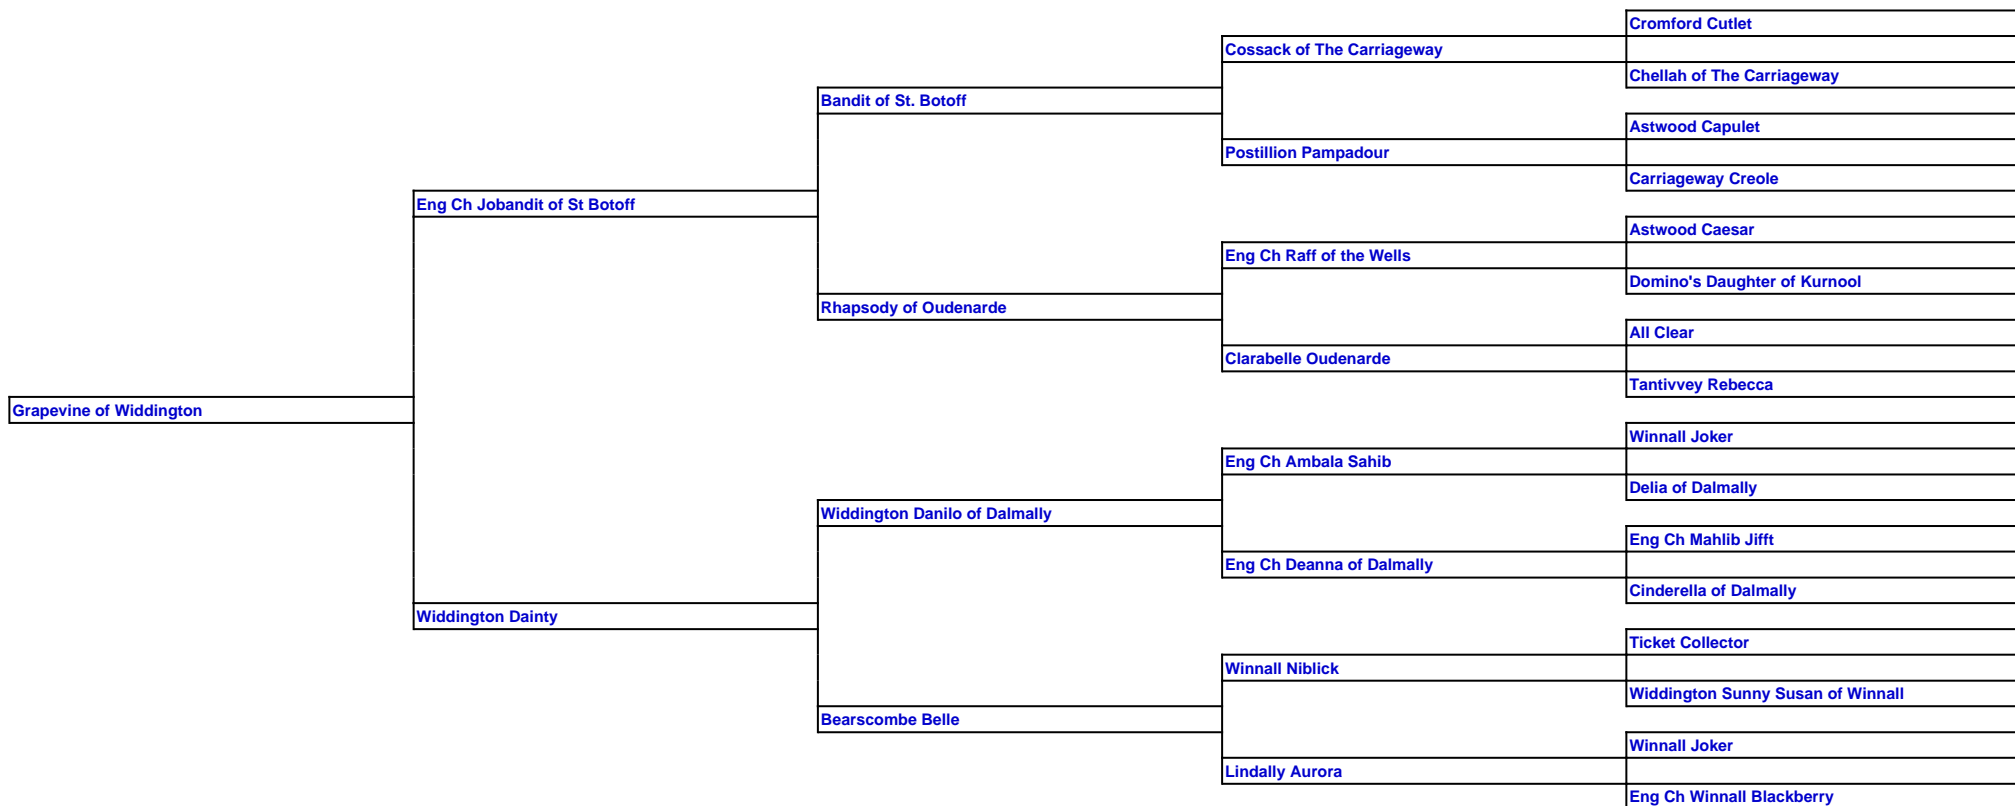 Cromford Cutlet
Cossack of The Carriageway
Chellah of The Carriageway
Bandit of St. Botoff
Astwood Capulet
Postillion Pampadour
Carriageway Creole
Eng Ch Jobandit of St Botoff
Astwood Caesar
Eng Ch Raff of the Wells
Domino's Daughter of Kurnool
Rhapsody of Oudenarde
All Clear
Clarabelle Oudenarde
Tantivvey Rebecca
Grapevine of Widdington
Winnall Joker
Eng Ch Ambala Sahib
Delia of Dalmally
Widdington Danilo of Dalmally
Eng Ch Mahlib Jifft
Eng Ch Deanna of Dalmally
Cinderella of Dalmally
Widdington Dainty
Ticket Collector
Winnall Niblick
Widdington Sunny Susan of Winnall
Bearscombe Belle
Winnall Joker
Lindally Aurora
Eng Ch Winnall Blackberry